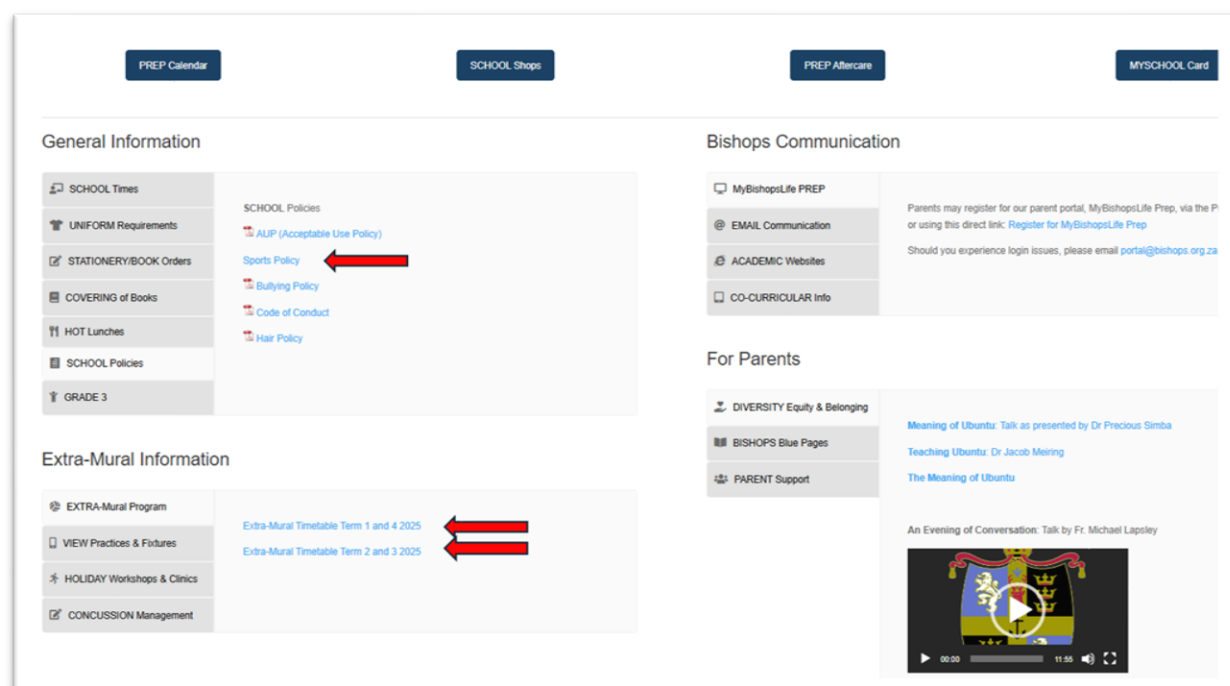 PREP Calendar
SCHOOL Shops
PREP Aftercare
MYSCHOOL Card
General Information
SCHOOL Times
UNIFORM Requirements
STATIONERY/BOOK Orders
COVERING of Books
HOT Lunches
SCHOOL Policies
GRADE 3
SCHOOL Policies
AUP (Acceptable Use Policy)
Sports Policy
Bullying Policy
Code of Conduct
Hair Policy
Extra-Mural Information
EXTRA-Mural Program
VIEW Practices & Fixtures
HOLIDAY Workshops & Clinics
CONCUSSION Management
Extra-Mural Timetable Term 1 and 4 2025
Extra-Mural Timetable Term 2 and 3 2025
Bishops Communication
MyBishopsLife PREP
EMAIL Communication
ACADEMIC Websites
CO-CURRICULAR Info
Parents may register for our parent portal, MyBishopsLife Prep, via the P
or using this direct link: Register for MyBishopsLife Prep
Should you experience login issues, please email portal@bishops.org.za
For Parents
DIVERSITY Equity & Belonging
BISHOPS Blue Pages
PARENT Support
Meaning of Ubuntu: Talk as presented by Dr Precious Simba
Teaching Ubuntu: Dr Jacob Meiring
The Meaning of Ubuntu
An Evening of Conversation: Talk by Fr. Michael Lapsley
00:00
11:55